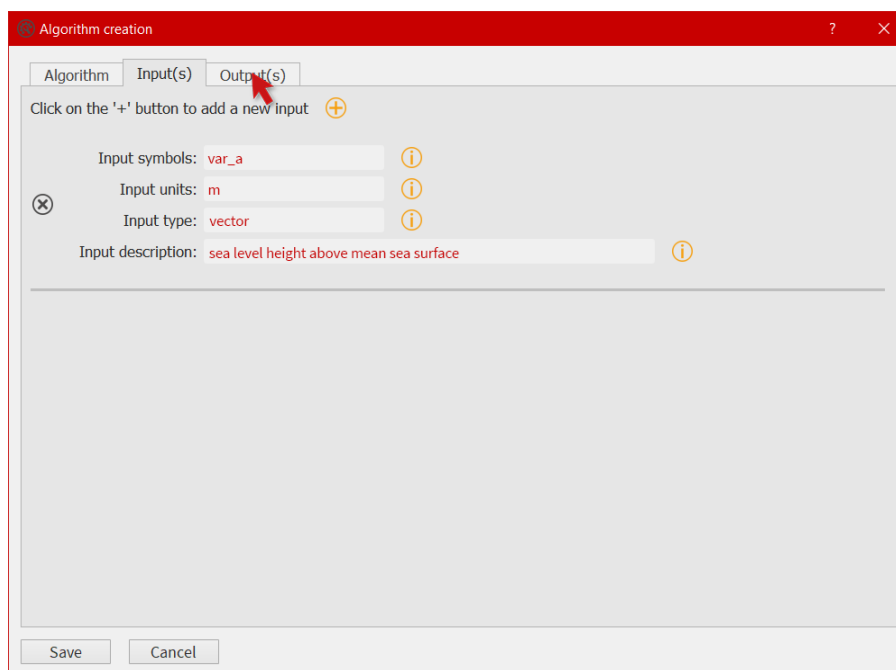 Algorithm creation
Algorithm Input(s) Output(s)
Click on the '+' button to add a new input
Input symbols: var_a
Input units: m
Input type: vector
Input description: sea level height above mean sea surface
Save Cancel